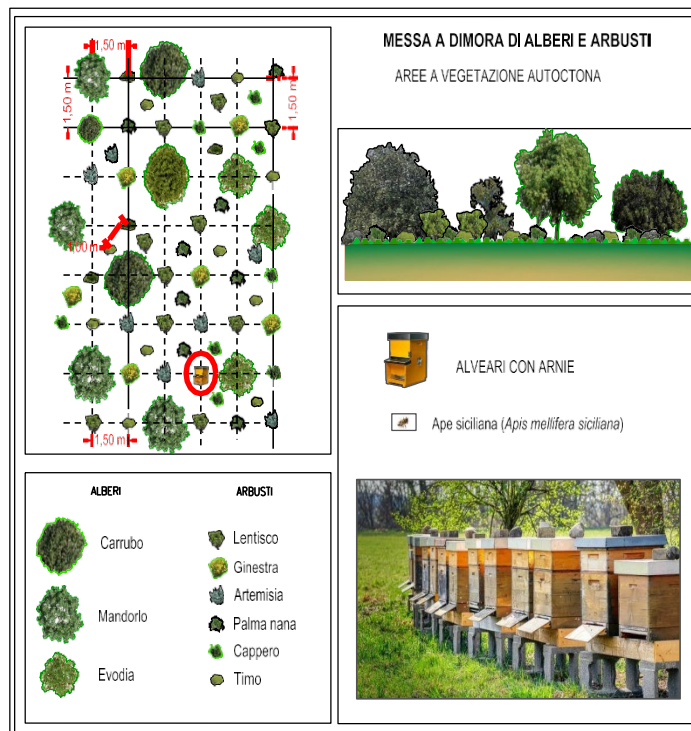 1,50 m
1,50 m
1,50 m
1,00 m
1,50 m
MESSA A DIMORA DI ALBERI E ARBUSTI
AREE A VEGETAZIONE AUTOCTONA
ALVEARI CON ARNIE
Ape siciliana (Apis mellifera siciliana)
ALBERI
Carrubo
Mandorlo
Evodia
ARBUSTI
Lentisco
Ginestra
Artemisia
Palma nana
Cappero
Timo